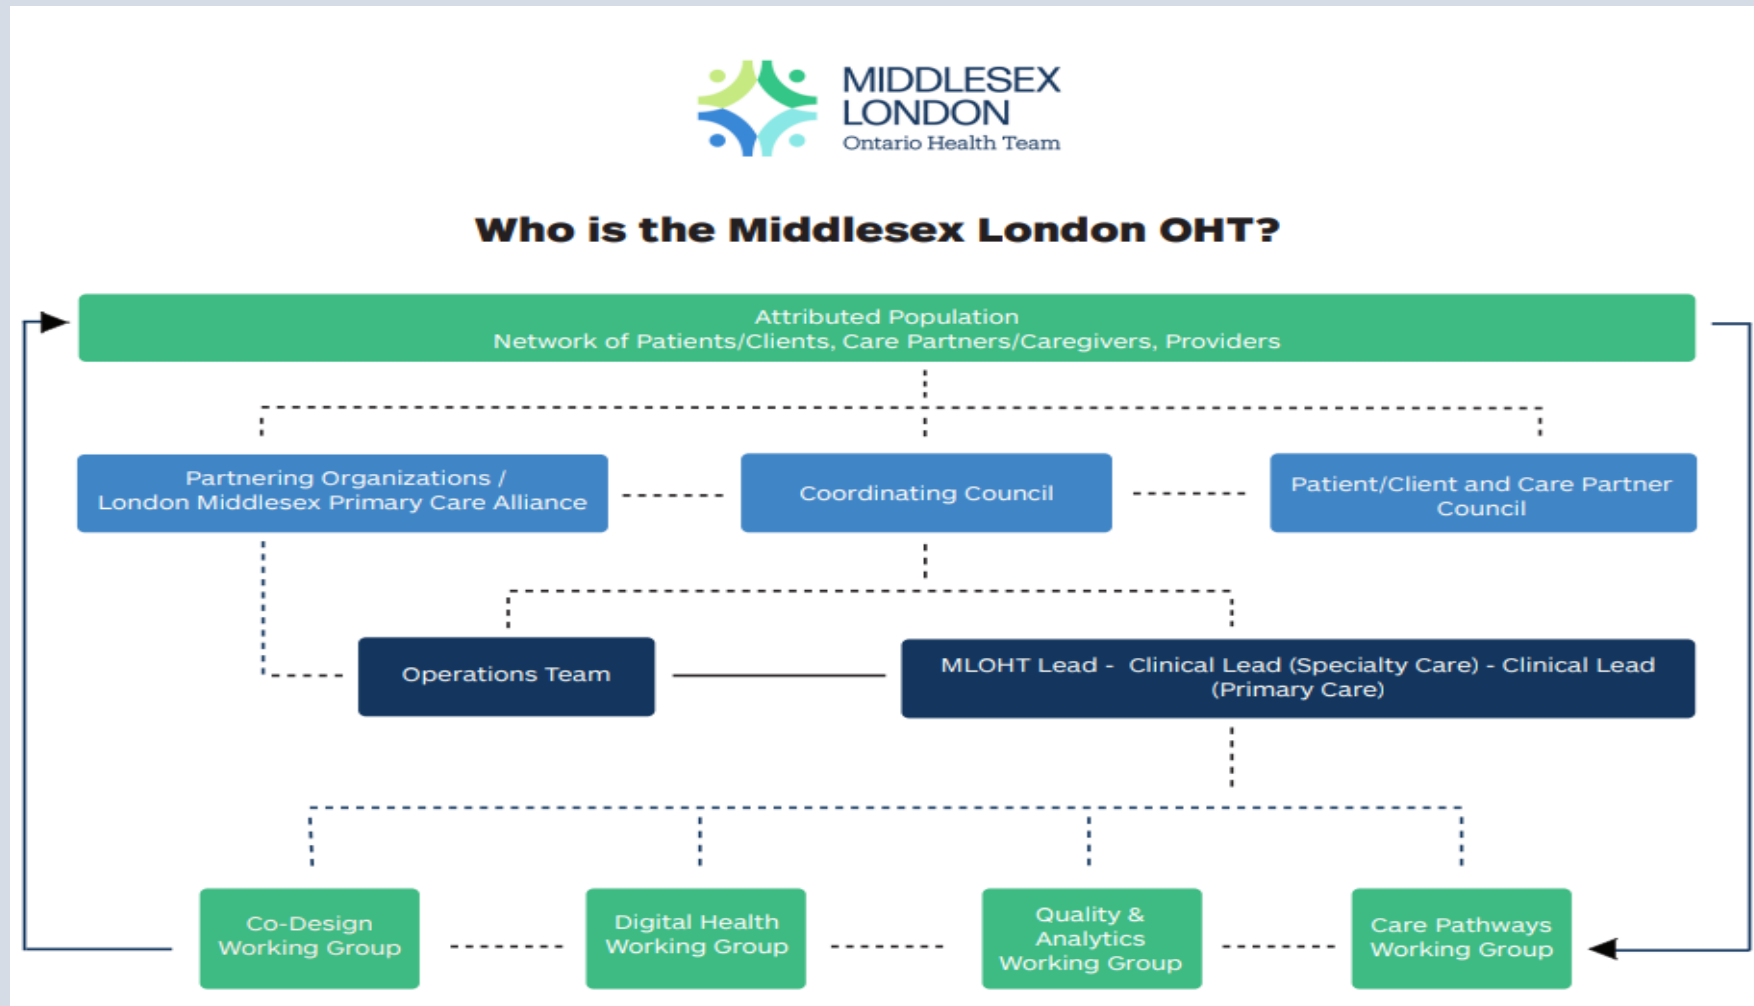 MIDDLESEX
LONDON
Ontario Health Team
Who is the Middlesex London OHT?
Attributed Population
Network of Patients/Clients, Care Partners/Caregivers, Providers
Partnering Organizations /
London Middlesex Primary Care Alliance
Coordinating Council
Patient/Client and Care Partner
Council
Operations Team
MLOHT Lead - Clinical Lead (Specialty Care) - Clinical Lead
(Primary Care)
Co-Design
Working Group
Digital Health
Working Group
Quality &
Analytics
Working Group
Care Pathways
Working Group